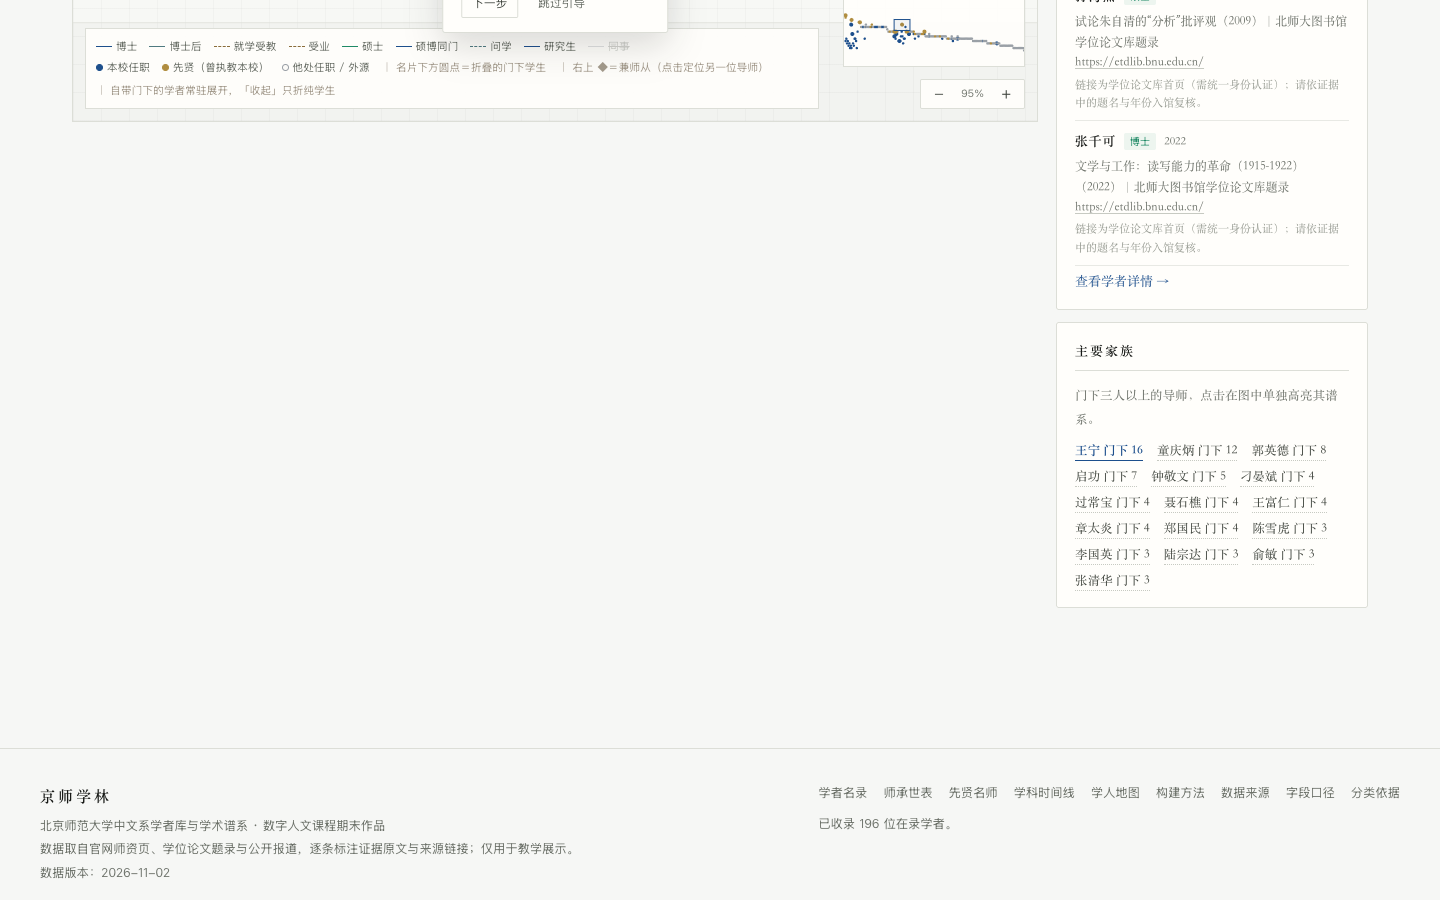 下一步 跳过引导
博士 博士后 就学受教 受业 硕士 硕博同门 问学 研究生 同事
本校任职 先贤（曾执教本校） 他处任职 / 外源 | 名片下方圆点=折叠的门下学生 | 右上 ◆=兼师从（点击定位另一位导师）
| 自带门下的学者常驻展开，「收起」只折纯学生
− 95% +
试论朱自清的“分析”批评观（2009）｜北师大图书馆
学位论文库题录
https://etdlib.bnu.edu.cn/
链接为学位论文库首页（需统一身份认证）；请依证据
中的题名与年份入馆复核。
张千可 博士 2022
文学与工作：读写能力的革命（1915-1922）
（2022）｜北师大图书馆学位论文库题录
https://etdlib.bnu.edu.cn/
链接为学位论文库首页（需统一身份认证）；请依证据
中的题名与年份入馆复核。
查看学者详情 →
主要家族
门下三人以上的导师、点击在图中单独高亮其谱
系。
王宁 门下 16 童庆炳 门下 12 郭英德 门下 8
启功 门下 7 钟敬文 门下 5 刁晏斌 门下 4
过常宝 门下 4 聂石樵 门下 4 王富仁 门下 4
章太炎 门下 4 郑国民 门下 4 陈雪虎 门下 3
李国英 门下 3 陆宗达 门下 3 俞敏 门下 3
张清华 门下 3
京师学林
北京师范大学中文系学者库与学术谱系 · 数字人文课程期末作品
数据取自官网师资页、学位论文题录与公开报道，逐条标注证据原文与来源链接；仅用于教学展示。
数据版本：2026-11-02
学者名录 师承世表 先贤名师 学科时间线 学人地图 构建方法 数据来源 字段口径 分类依据
已收录 196 位在录学者。